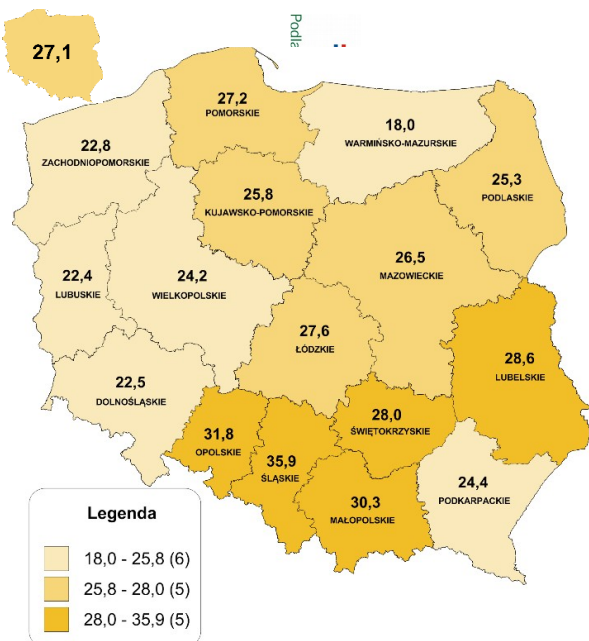 27,1
Podla
27,2
POMORSKIE
18,0
WARMIŃSKO-MAZURSKIE
22,8
ZACHODNIOPOMORSKIE
25,3
PODLASKIE
25,8
KUJAWSKO-POMORSKIE
26,5
MAZOWIECKIE
22,4
LUBUSKIE
24,2
WIELKOPOLSKIE
27,6
ŁÓDZKIE
28,6
LUBELSKIE
22,5
DOLNOŚLĄSKIE
28,0
ŚWIĘTOKRZYSKIE
31,8
OPOLSKIE
35,9
ŚLĄSKIE
24,4
PODKARPACKIE
30,3
MAŁOPOLSKIE
Legenda
18,0 - 25,8 (6)
25,8 - 28,0 (5)
28,0 - 35,9 (5)